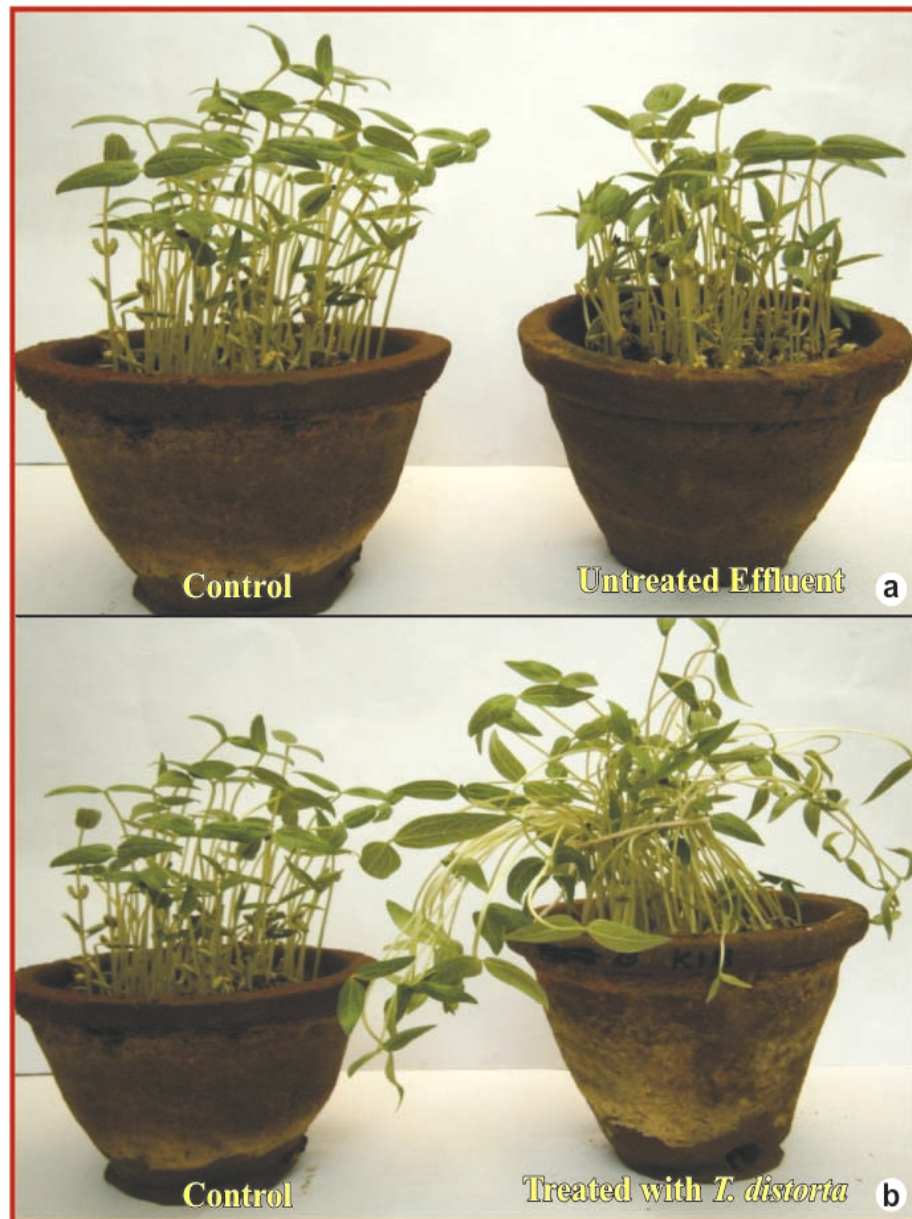 Control
Untreated Effluent
a
Control
Treated with T. distorta
b